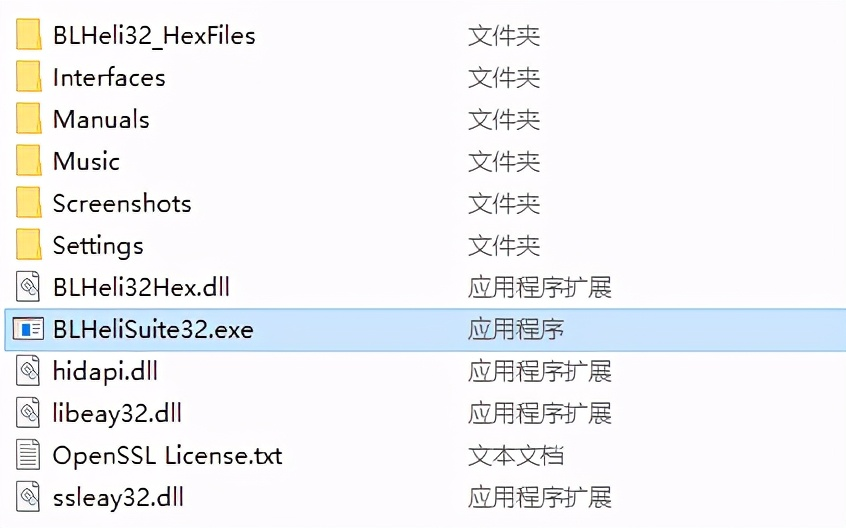 BLHeli32_HexFiles 文件夹
Interfaces 文件夹
Manuals 文件夹
Music 文件夹
Screenshots 文件夹
Settings 文件夹
BLHeli32Hex.dll 应用程序扩展
BLHeliSuite32.exe 应用程序
hidapi.dll 应用程序扩展
libeay32.dll 应用程序扩展
OpenSSL License.txt 文本文档
ssleay32.dll 应用程序扩展